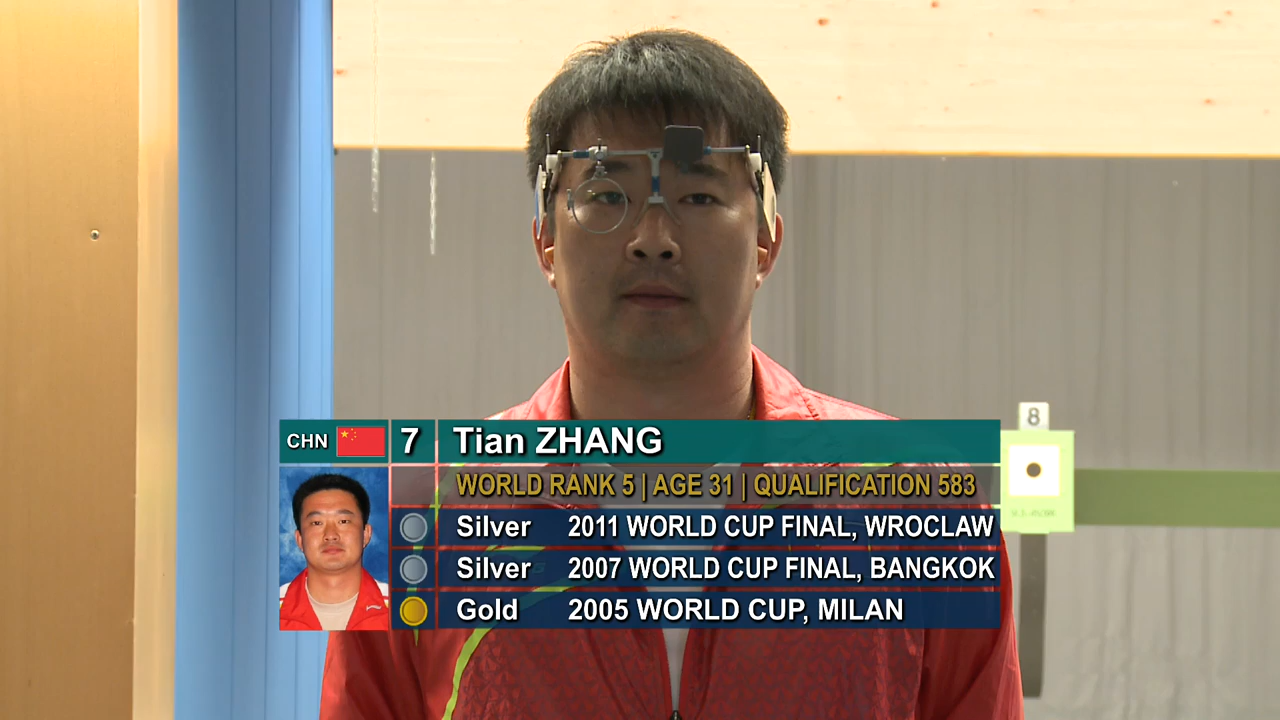 CHN 7 Tian ZHANG
WORLD RANK 5 | AGE 31 | QUALIFICATION 583
Silver 2011 WORLD CUP FINAL, WROCLAW
Silver 2007 WORLD CUP FINAL, BANGKOK
Gold 2005 WORLD CUP, MILAN
8